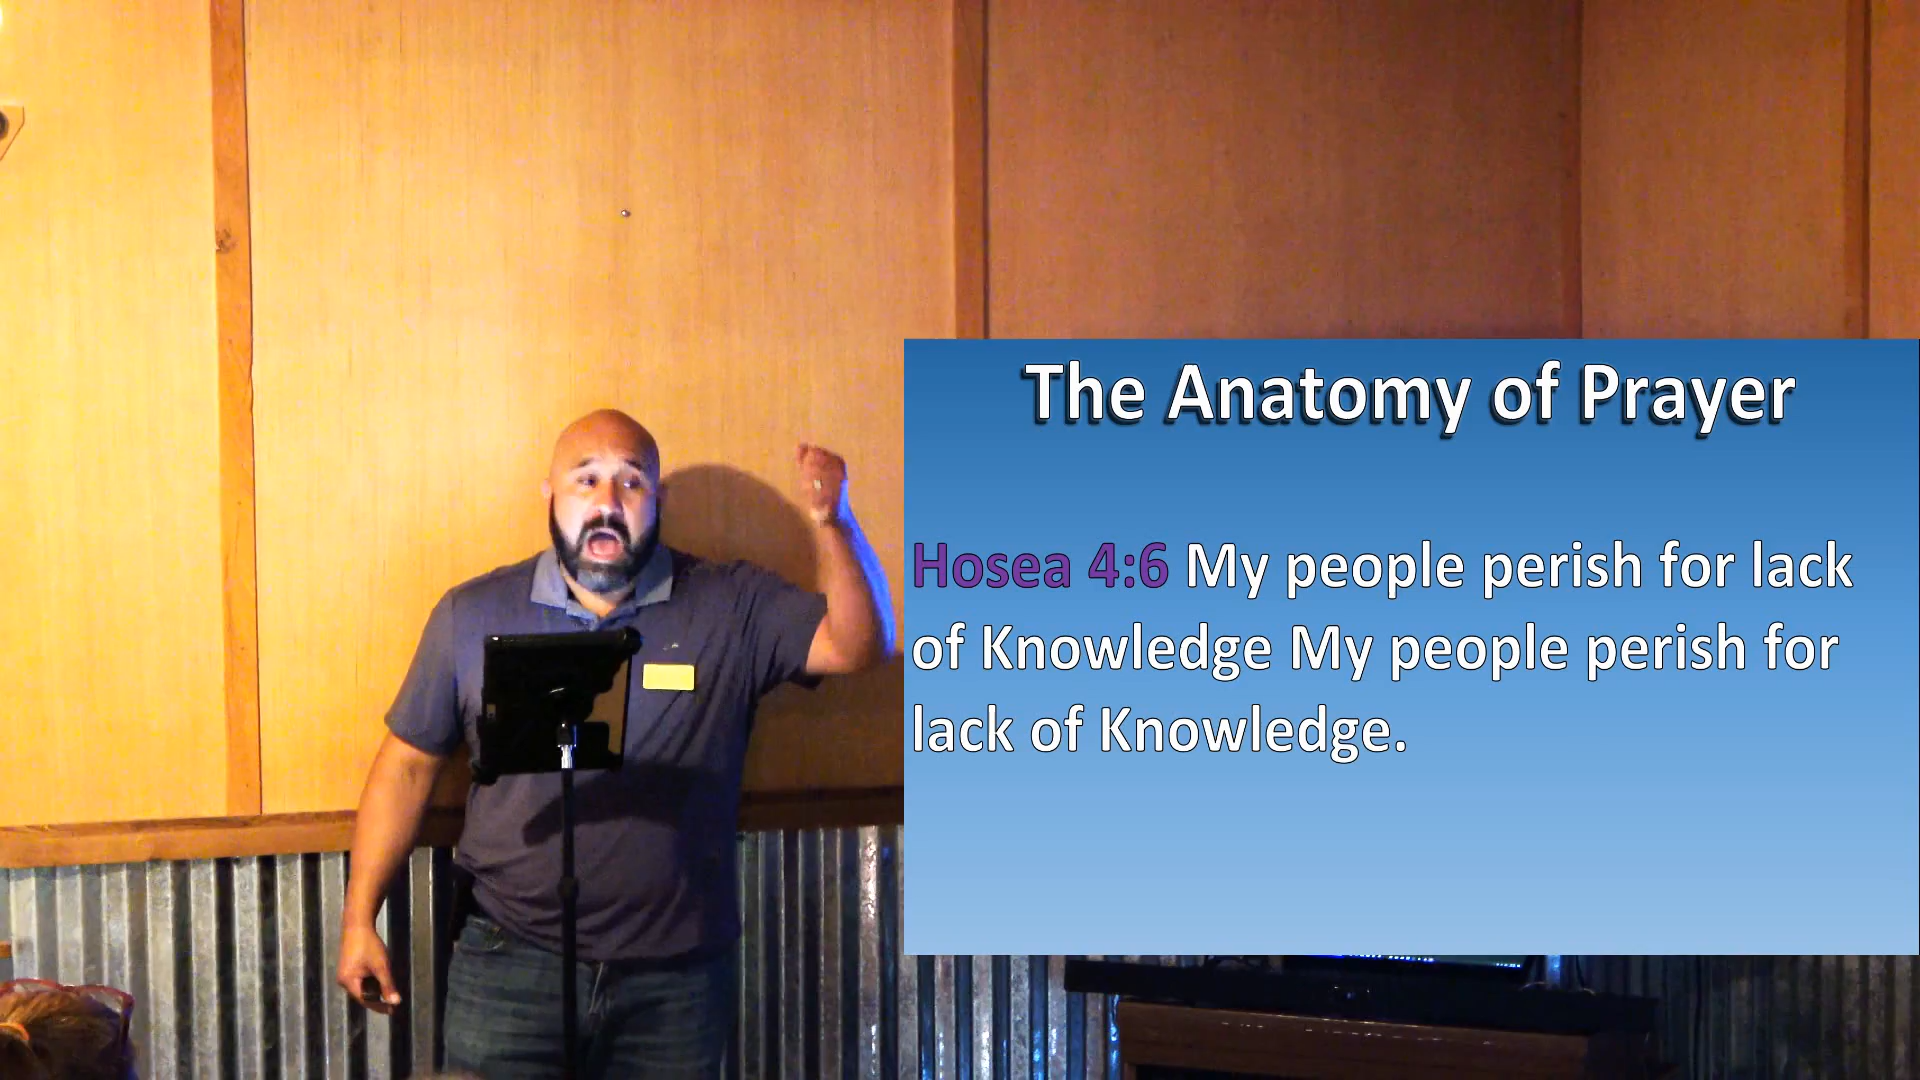 The Anatomy of Prayer
Hosea 4:6 My people perish for lack
of Knowledge My people perish for
lack of Knowledge.